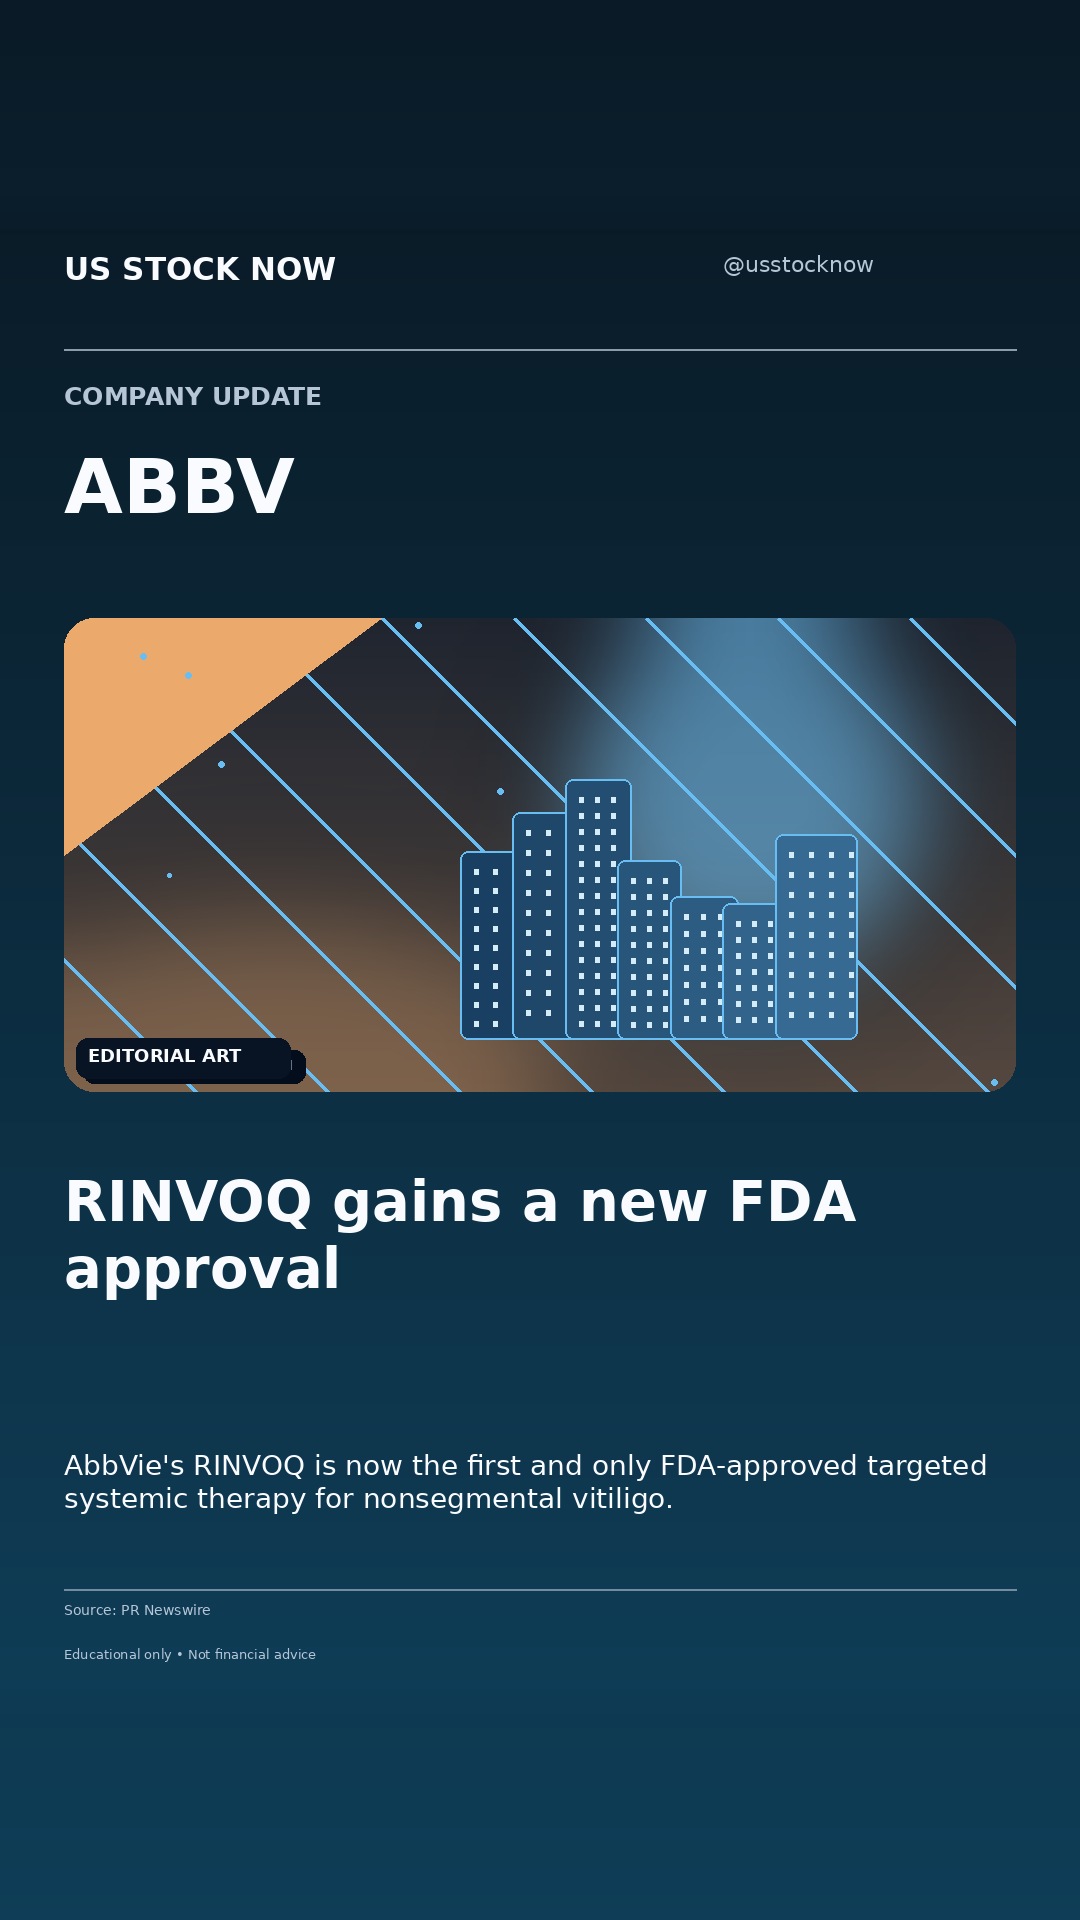 US STOCK NOW
@usstocknow
COMPANY UPDATE
ABBV
EDITORIAL ART
RINVOQ gains a new FDA
approval
AbbVie's RINVOQ is now the first and only FDA-approved targeted
systemic therapy for nonsegmental vitiligo.
Source: PR Newswire
Educational only • Not financial advice